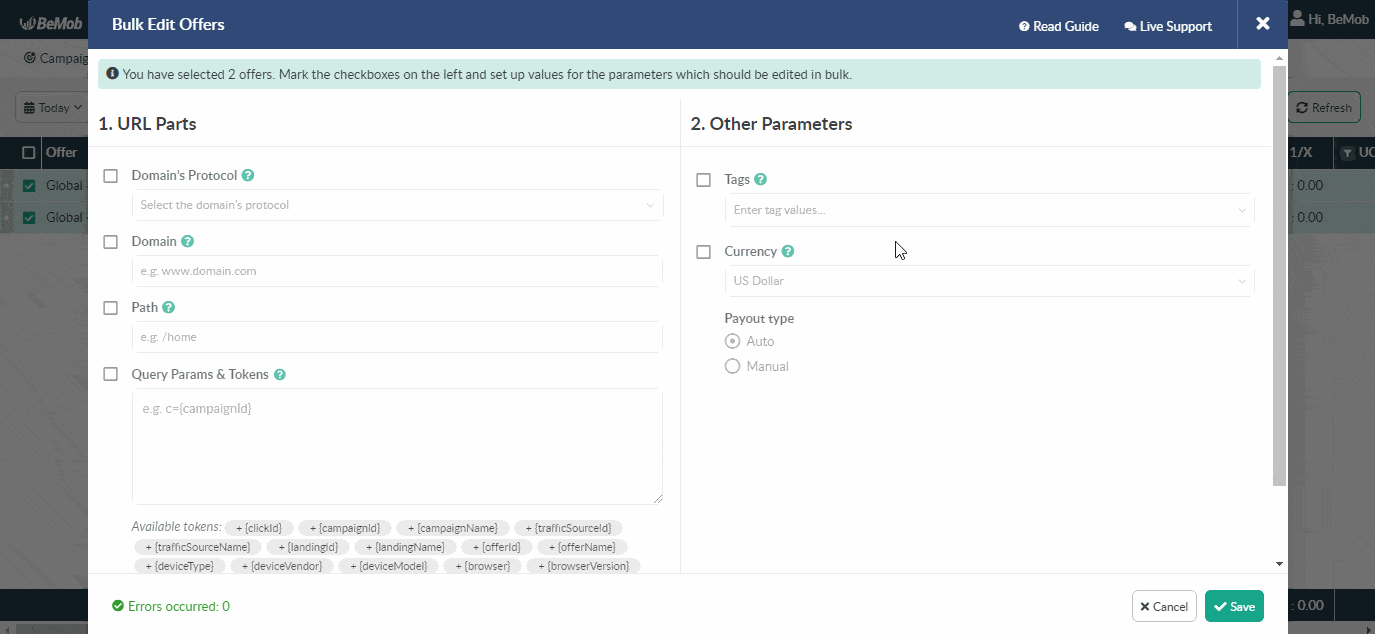 BeMob
Bulk Edit Offers
Read Guide
Live Support
Hi, BeMob
Campaig
You have selected 2 offers. Mark the checkboxes on the left and set up values for the parameters which should be edited in bulk.
Today
Refresh
1. URL Parts
2. Other Parameters
Offer
1/X
UC
Global
: 0.00
Global
: 0.00
Domain's Protocol
Select the domain's protocol
Domain
e.g. www.domain.com
Path
e.g. /home
Query Params & Tokens
e.g. c={campaignId}
Available tokens: + {clickId} + {campaignId} + {campaignName} + {trafficSourceId}
+ {trafficSourceName} + {landingId} + {landingName} + {offerId} + {offerName}
+ {deviceType} + {deviceVendor} + {deviceModel} + {browser} + {browserVersion}
Tags
Enter tag values...
Currency
US Dollar
Payout type
Auto
Manual
Errors occurred: 0
Cancel
Save
: 0.00